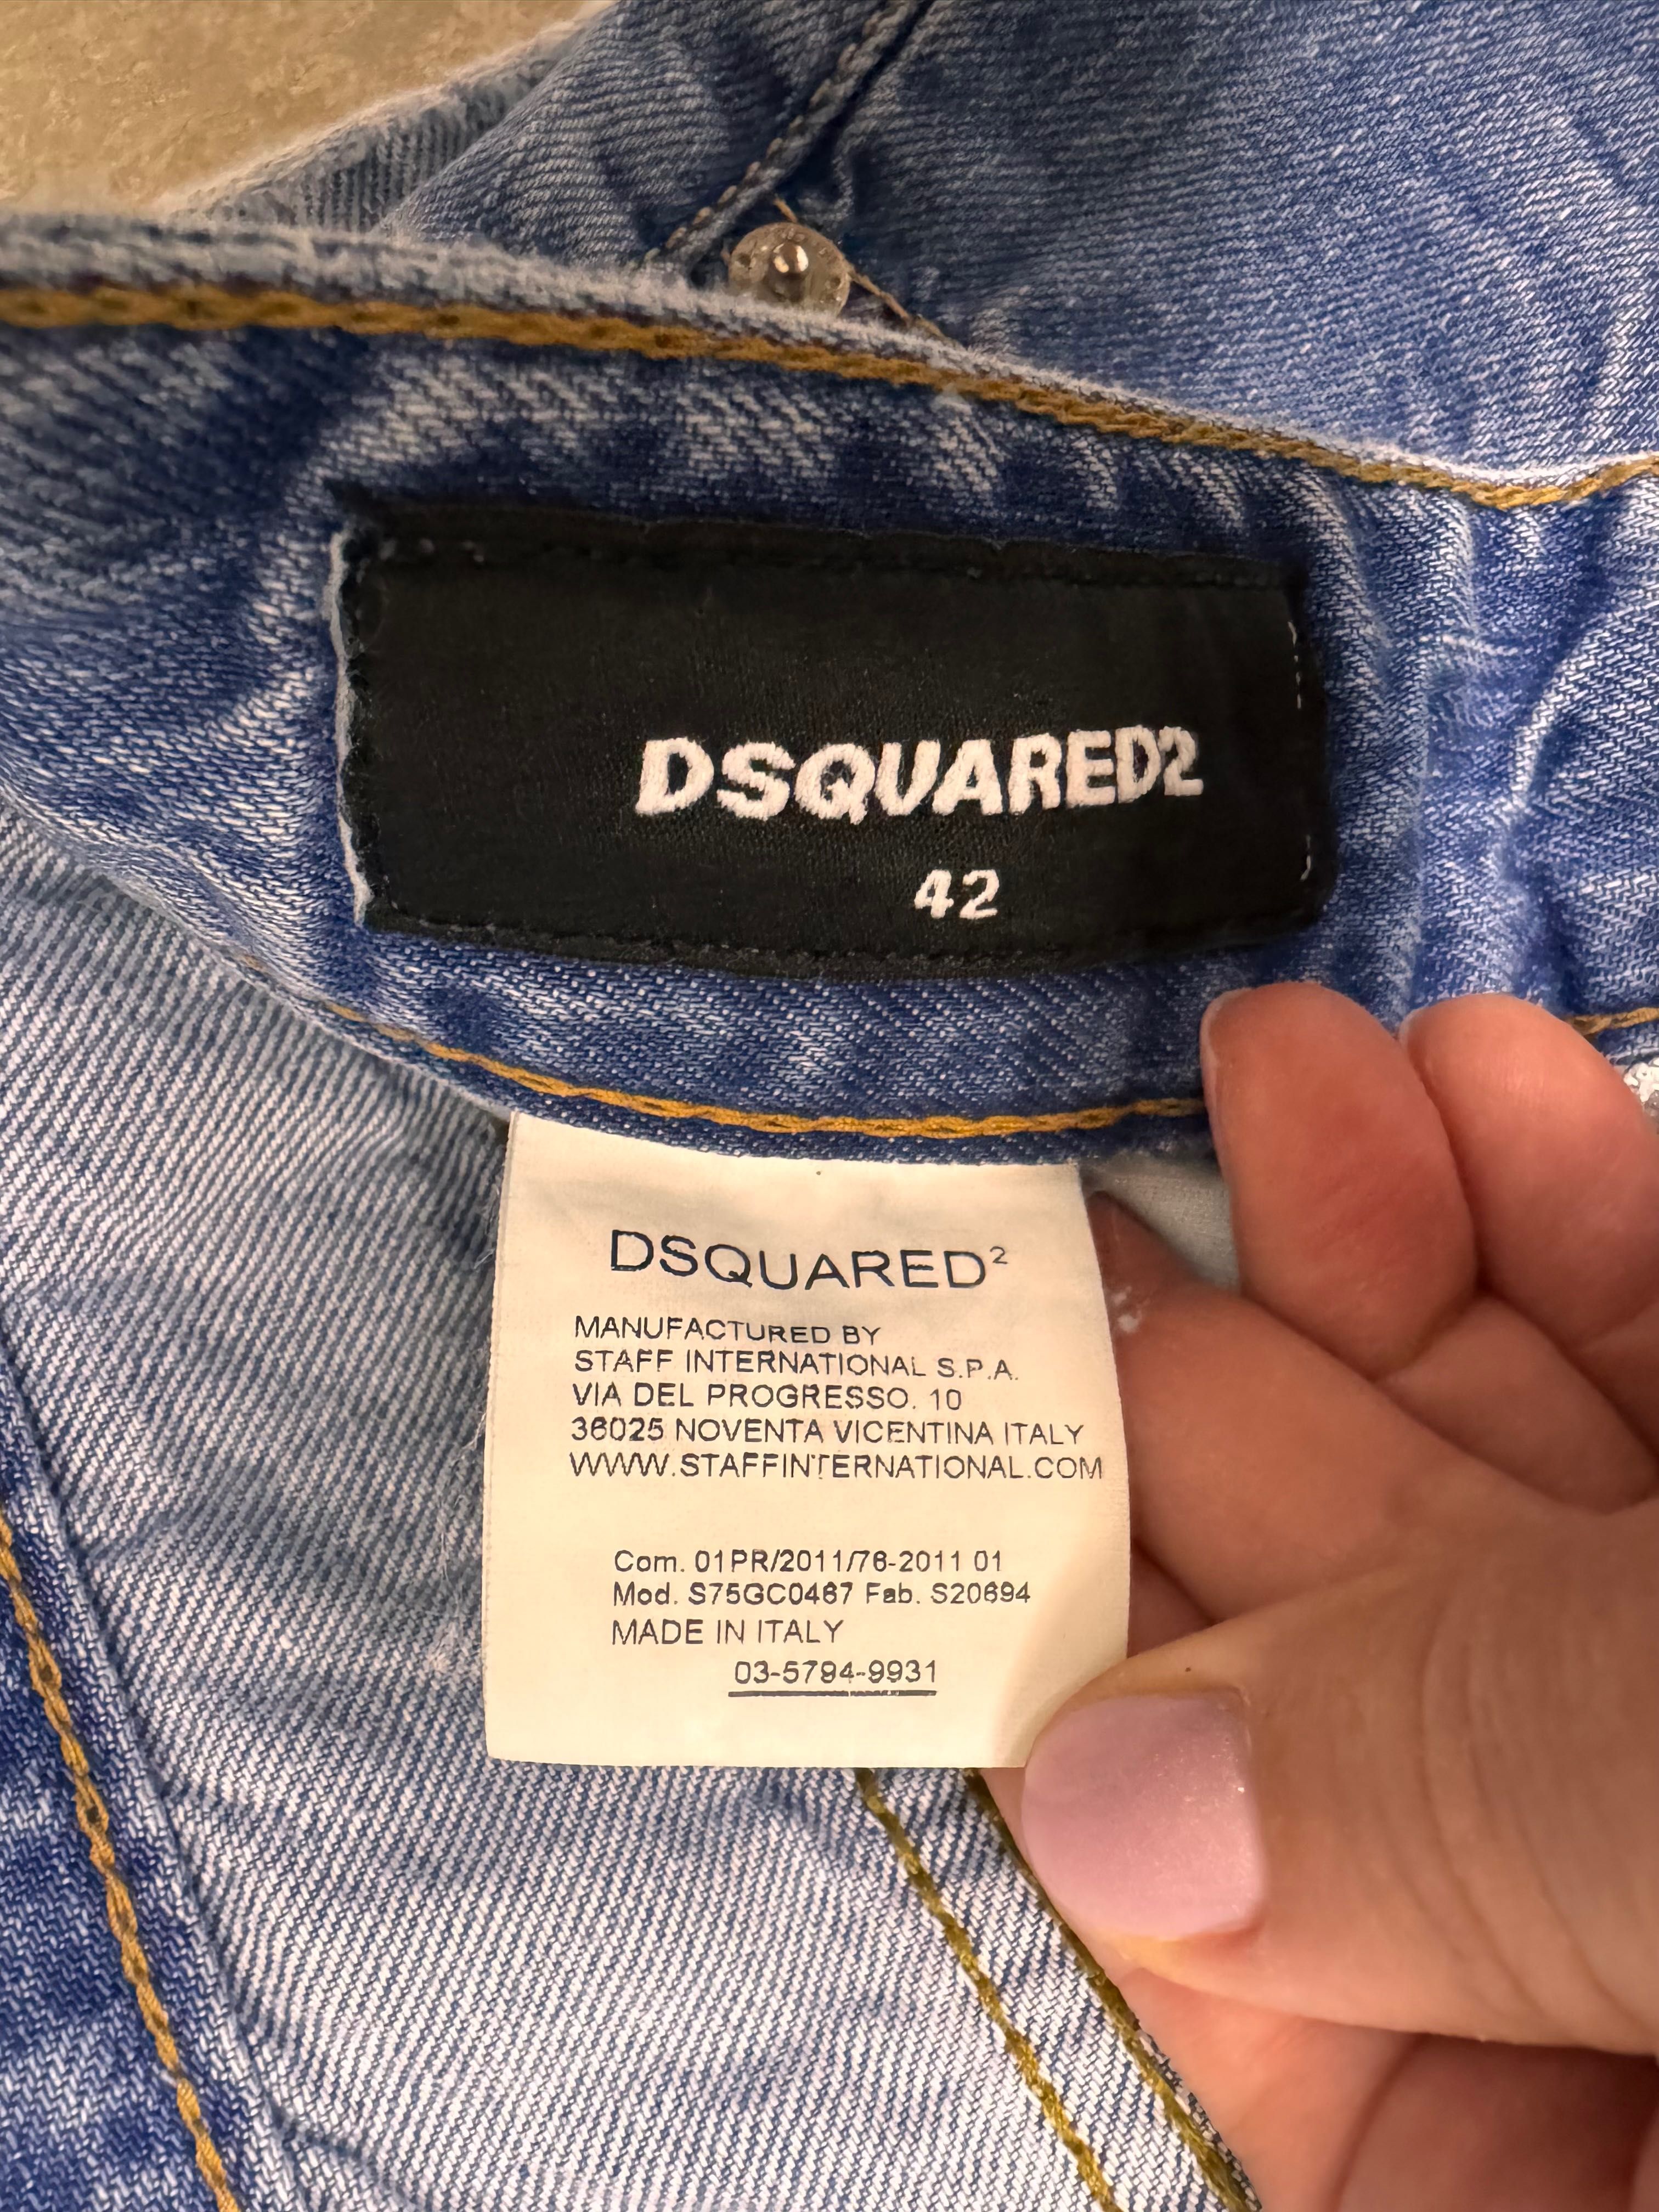 DSQUARED2
42
DSQUARED²
MANUFACTURED BY
STAFF INTERNATIONAL S.P.A.
VIA DEL PROGRESSO. 10
36025 NOVENTA VICENTINA ITALY
WWW.STAFFINTERNATIONAL.COM
Com. 01PR/2011/76-2011 01
Mod. S75GC0467 Fab. S20694
MADE IN ITALY
03-5794-9931